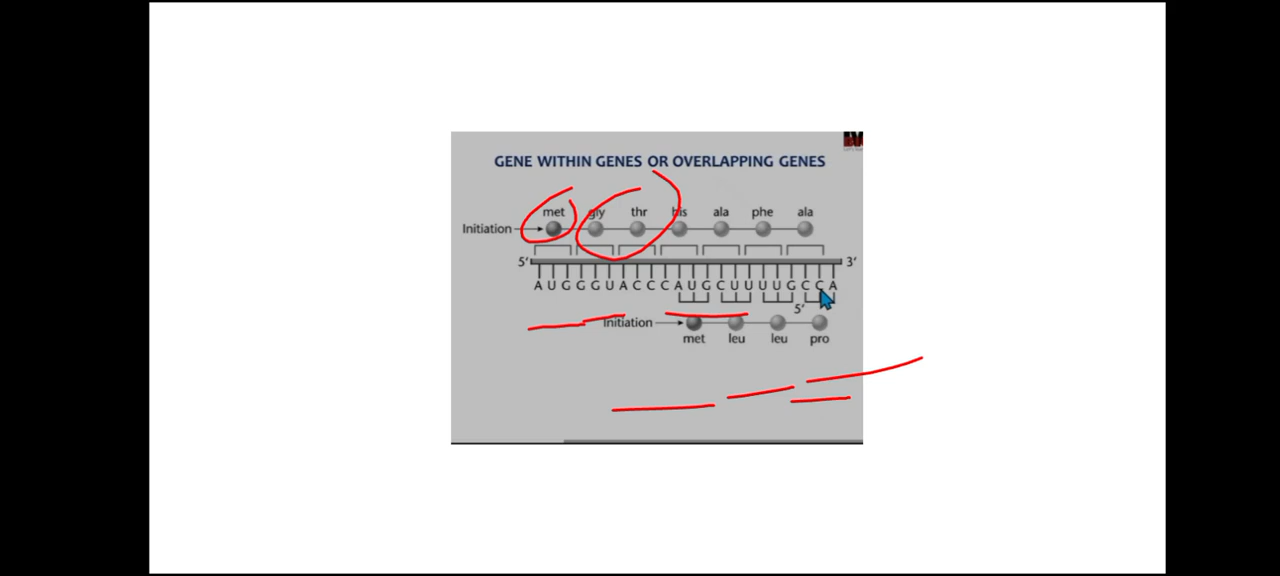 GENE WITHIN GENES OR OVERLAPPING GENES
met gly thr his ala phe ala
Initiation
5' 3'
A U G G G U A C C C A U G C U U U U G C C A
5'
Initiation
met leu leu pro